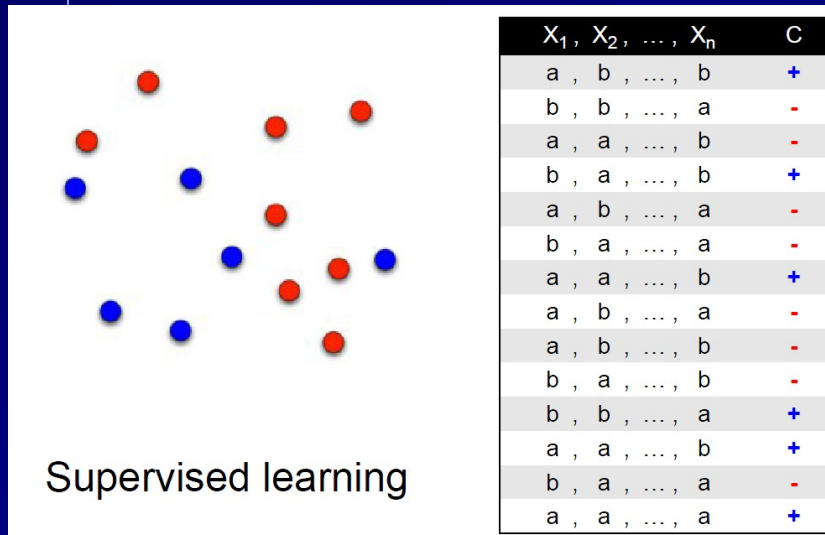 Supervised learning
X1 , X2 , ... , Xn C
a , b , ... , b +
b , b , ... , a -
a , a , ... , b -
b , a , ... , b +
a , b , ... , a -
b , a , ... , a -
a , a , ... , b +
a , b , ... , a -
a , b , ... , b -
b , a , ... , b -
b , b , ... , a +
a , a , ... , b +
b , a , ... , a -
a , a , ... , a +